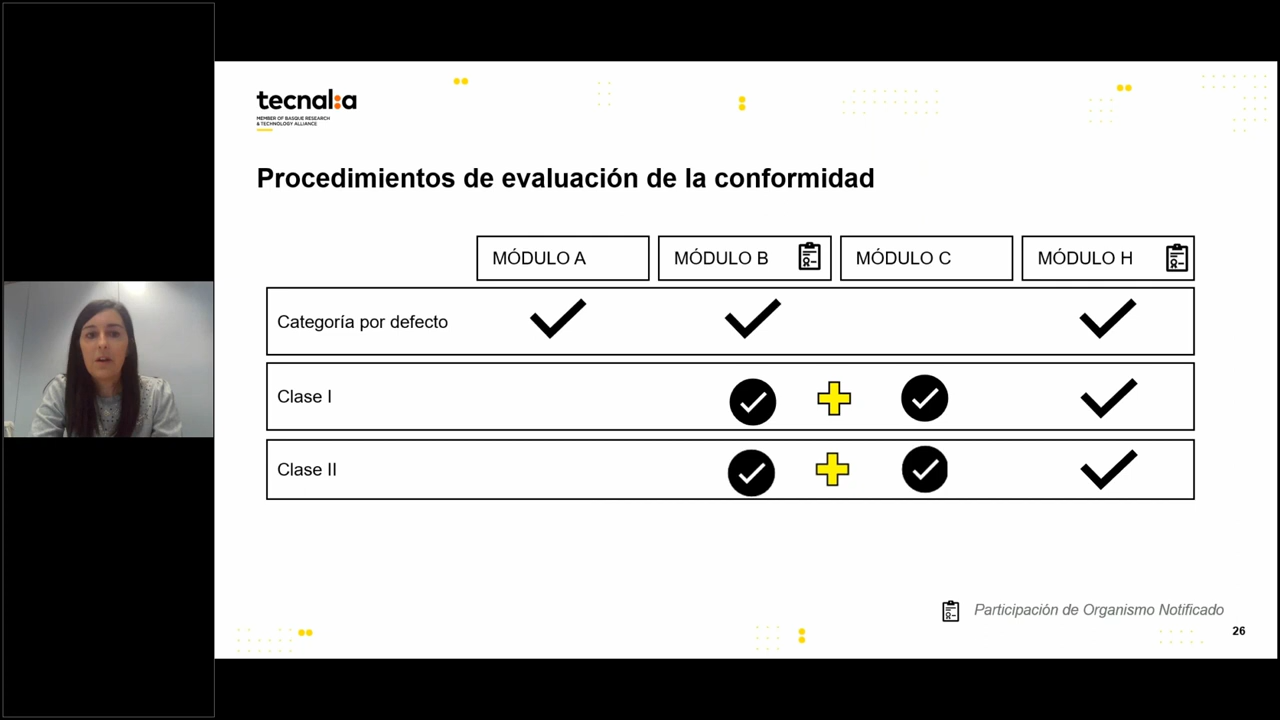 tecnal:a
MEMBER OF BASQUE RESEARCH
& TECHNOLOGY ALLIANCE
Procedimientos de evaluación de la conformidad
MÓDULO A
MÓDULO B
MÓDULO C
MÓDULO H
Categoría por defecto
Clase I
Clase II
Participación de Organismo Notificado
26